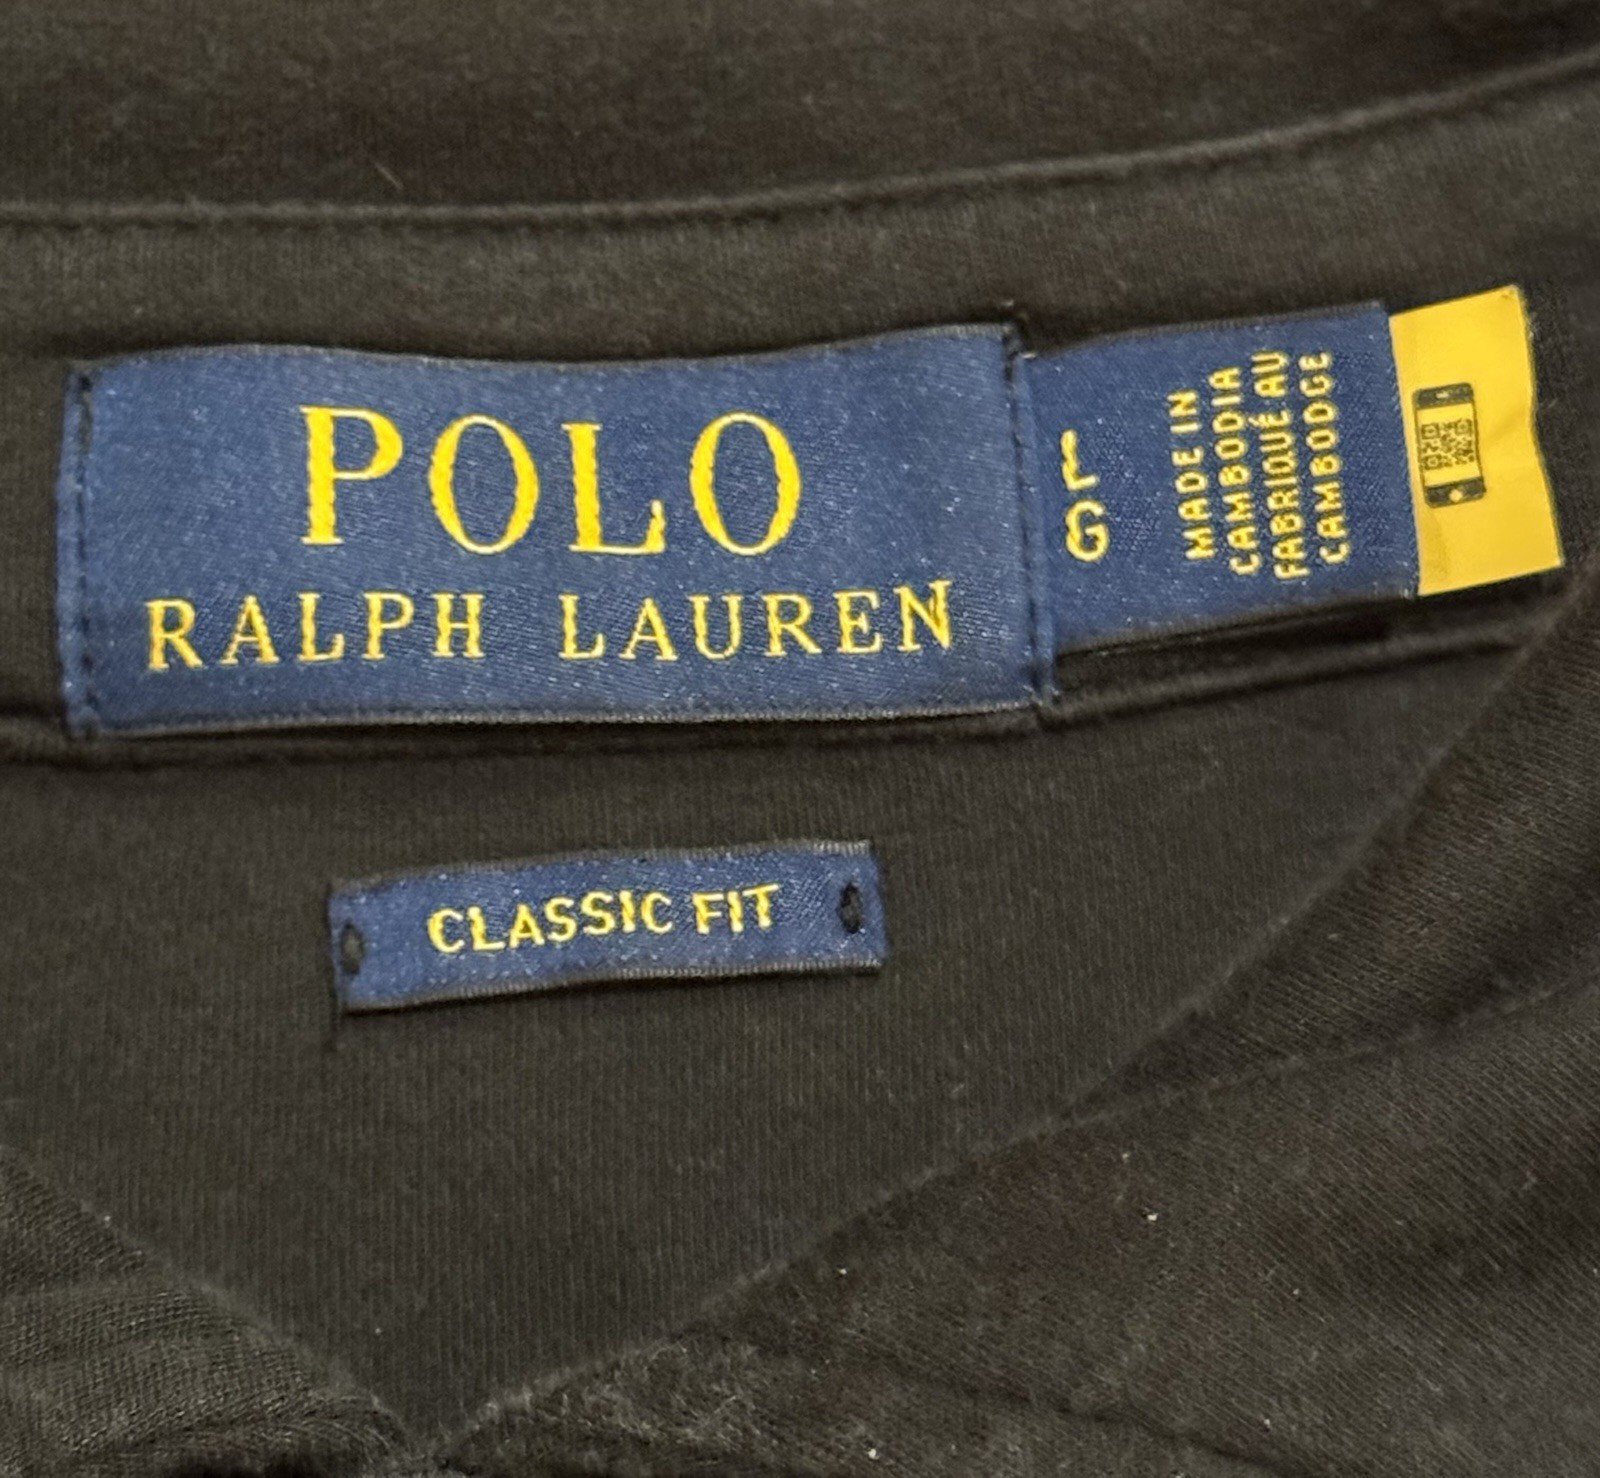 POLO
RALPH LAUREN
L
G
MADE IN
CAMBODIA
FABRIQUÉ AU
CAMBODGE
CLASSIC FIT